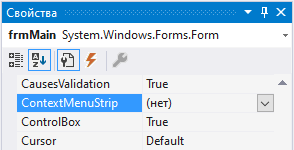 Свойства
frmMain System.Windows.Forms.Form
CausesValidation True
ContextMenuStrip (нет)
ControlBox True
Cursor Default